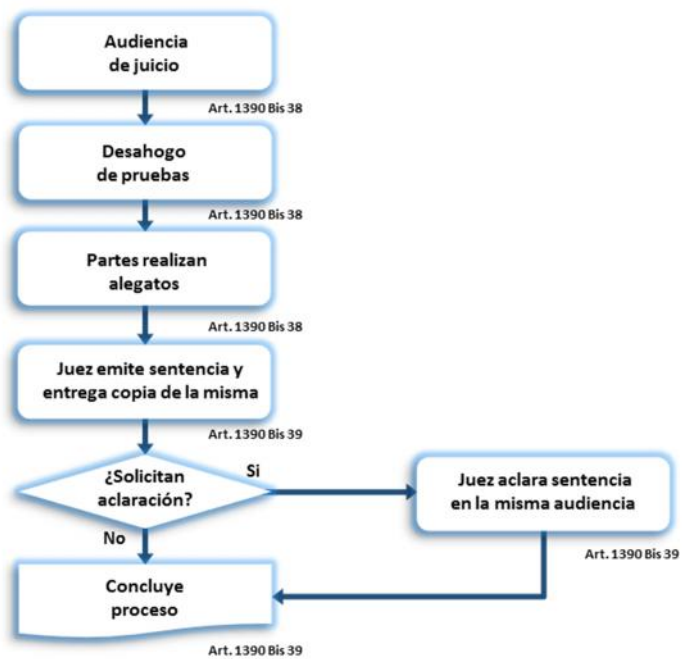 Audiencia
de juicio
Art. 1390 Bis 38
Desahogo
de pruebas
Art. 1390 Bis 38
Partes realizan
alegatos
Art. 1390 Bis 38
Juez emite sentencia y
entrega copia de la misma
Art. 1390 Bis 39
¿Solicitan
aclaración?
Si
Juez aclara sentencia
en la misma audiencia
Art. 1390 Bis 39
No
Concluye
proceso
Art. 1390 Bis 39